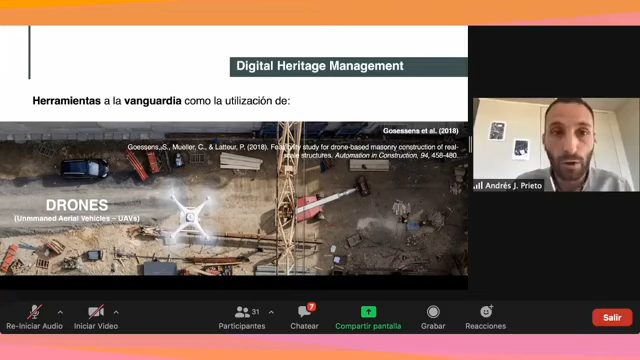 Digital Heritage Management
Herramientas a la vanguardia como la utilización de:
Gosessens et al. (2018)
Goessens, S., Mueller, C., & Latteur, P. (2018). Feasibility study for drone-based masonry construction of real-
scale structures. Automation in Construction, 94, 458-480.
DRONES
(Unmmaned Aerial Vehicles – UAVs)
Andrés J. Prieto
31
7
Re-Iniciar Audio
Iniciar Video
Participantes
Chatear
Compartir pantalla
Grabar
Reacciones
Salir